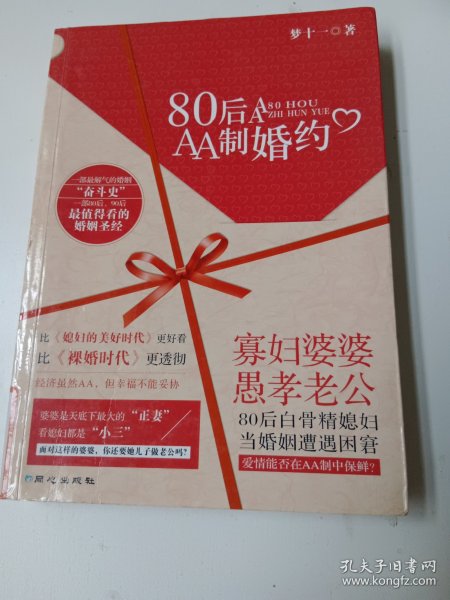 梦十一◎著
80后AA制婚约
80 HOU
AA ZHI HUN YUE
一部最解气的婚姻
“奋斗史”
一部80后、90后
最值得看的
婚姻圣经
比《媳妇的美好时代》更好看
比《裸婚时代》更透彻
经济虽然AA，但幸福不能妥协
婆婆是天底下最大的“正妻”
看媳妇都是“小三”
面对这样的婆婆，你还要她儿子做老公吗？
寡妇婆婆
愚孝老公
80后白骨精媳妇
当婚姻遭遇困窘
爱情能否在AA制中保鲜？
同心出版社
孔夫子旧书网
www.kongfz.com